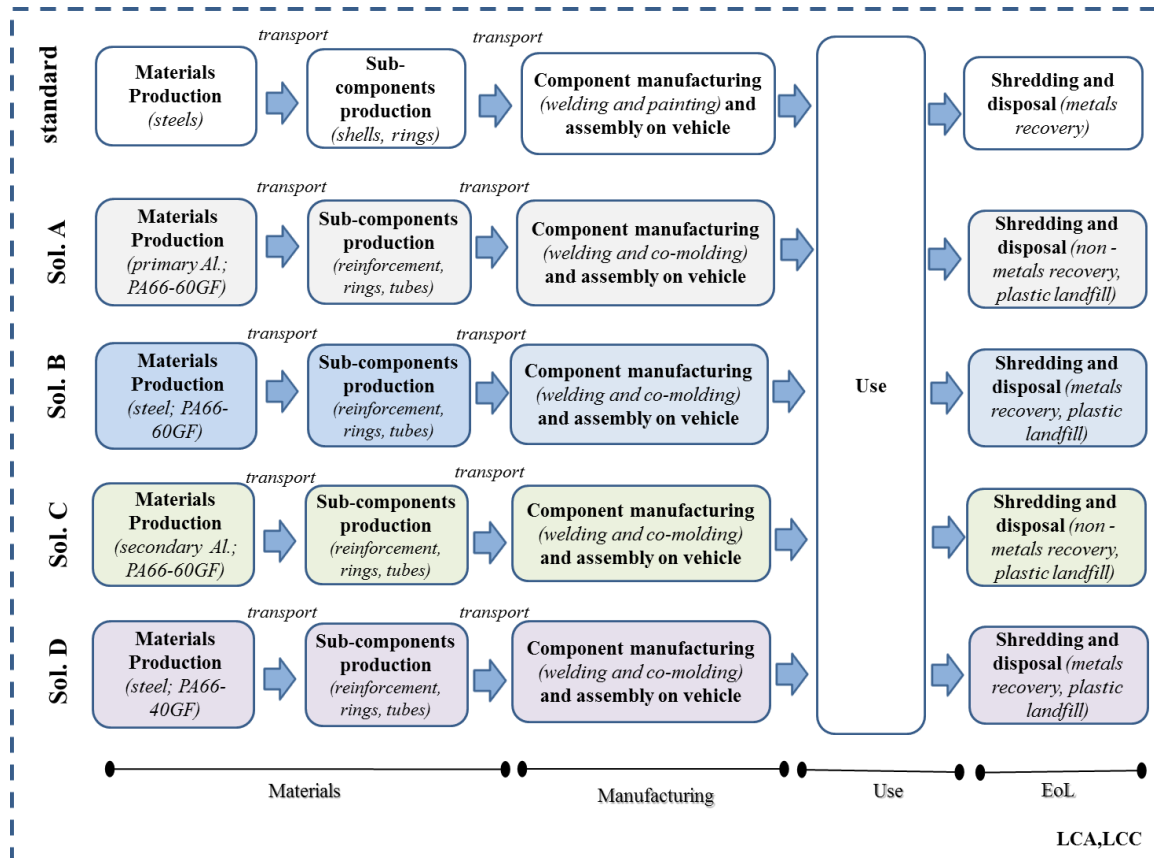 transport
transport
standard
Materials
Production
(steels)
Sub-
components
production
(shells, rings)
Component manufacturing
(welding and painting) and
assembly on vehicle
Shredding and
disposal (metals
recovery)
transport
transport
Sol. A
Materials
Production
(primary Al.;
PA66-60GF)
Sub-components
production
(reinforcement,
rings, tubes)
Component manufacturing
(welding and co-molding)
and assembly on vehicle
Shredding and
disposal (non -
metals recovery,
plastic landfill)
transport
transport
Sol. B
Materials
Production
(steel; PA66-
60GF)
Sub-components
production
(reinforcement,
rings, tubes)
Component manufacturing
(welding and co-molding)
and assembly on vehicle
Use
Shredding and
disposal (metals
recovery, plastic
landfill)
transport
transport
Sol. C
Materials
Production
(secondary Al.;
PA66-60GF)
Sub-components
production
(reinforcement,
rings, tubes)
Component manufacturing
(welding and co-molding)
and assembly on vehicle
Shredding and
disposal (non -
metals recovery,
plastic landfill)
transport
transport
Sol. D
Materials
Production
(steel; PA66-
40GF)
Sub-components
production
(reinforcement,
rings, tubes)
Component manufacturing
(welding and co-molding)
and assembly on vehicle
Shredding and
disposal (metals
recovery, plastic
landfill)
Materials
Manufacturing
Use
EoL
LCA,LCC